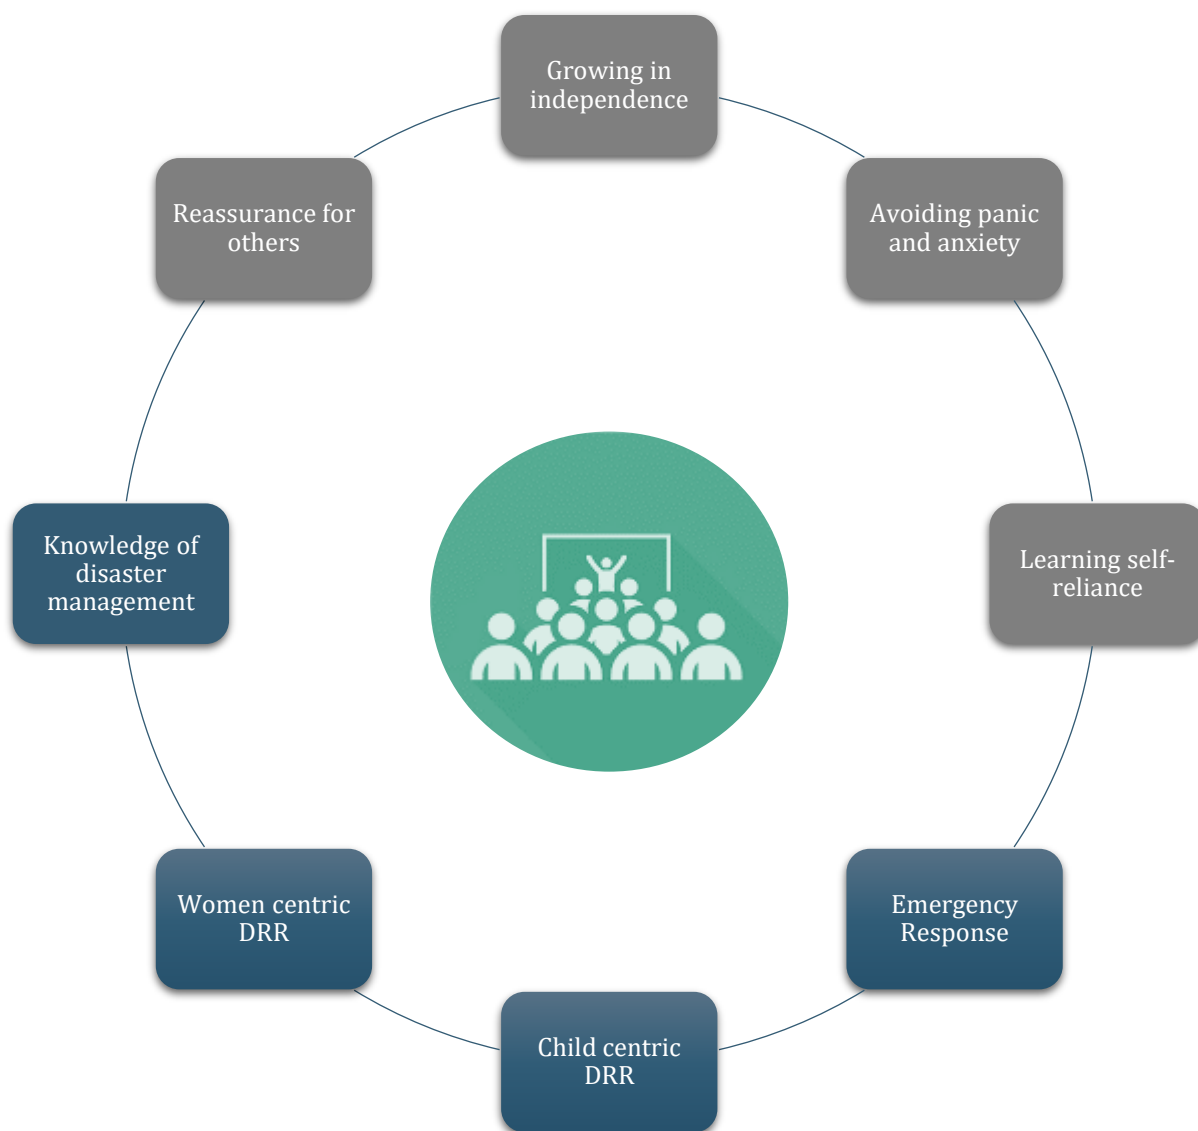 Growing in
independence
Avoiding panic
and anxiety
Learning self-
reliance
Emergency
Response
Child centric
DRR
Women centric
DRR
Knowledge of
disaster
management
Reassurance for
others